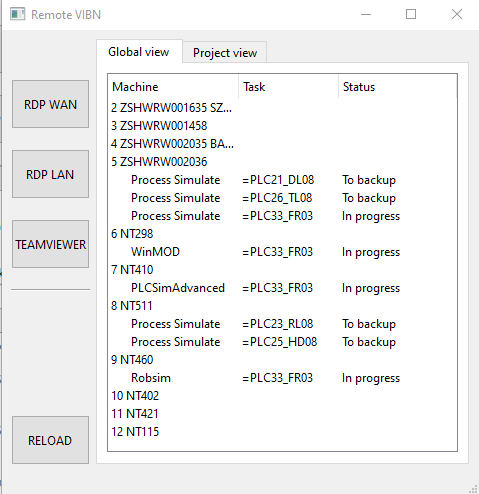 Remote VIBN
Global view
Project view
RDP WAN
RDP LAN
TEAMVIEWER
RELOAD
Machine Task Status
2 ZSHWRW001635 SZ...
3 ZSHWRW001458
4 ZSHWRW002035 BA...
5 ZSHWRW002036
Process Simulate =PLC21_DL08 To backup
Process Simulate =PLC26_TL08 To backup
Process Simulate =PLC33_FR03 In progress
6 NT298
WinMOD =PLC33_FR03 In progress
7 NT410
PLCSimAdvanced =PLC33_FR03 In progress
8 NT511
Process Simulate =PLC23_RL08 To backup
Process Simulate =PLC25_HD08 To backup
9 NT460
Robsim =PLC33_FR03 In progress
10 NT402
11 NT421
12 NT115